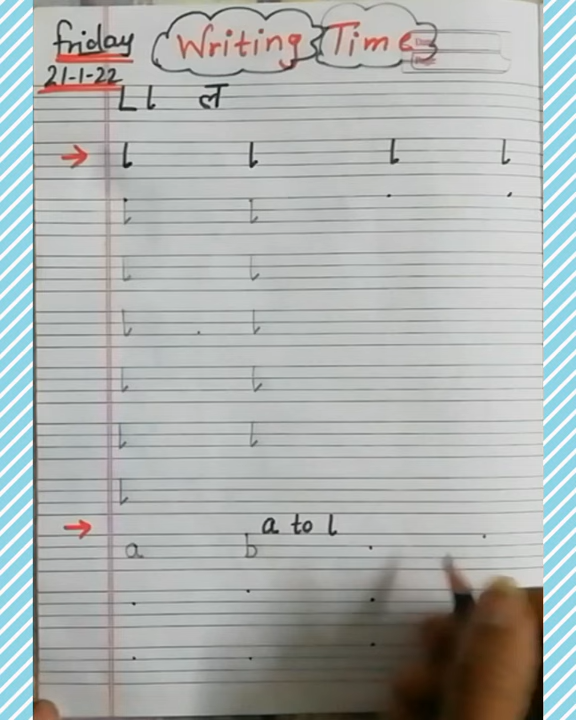 friday Writing Time
21-1-22
L l ल
→ l l l l
l l
l l
l l
l l
l l
l
→ a to l
a b